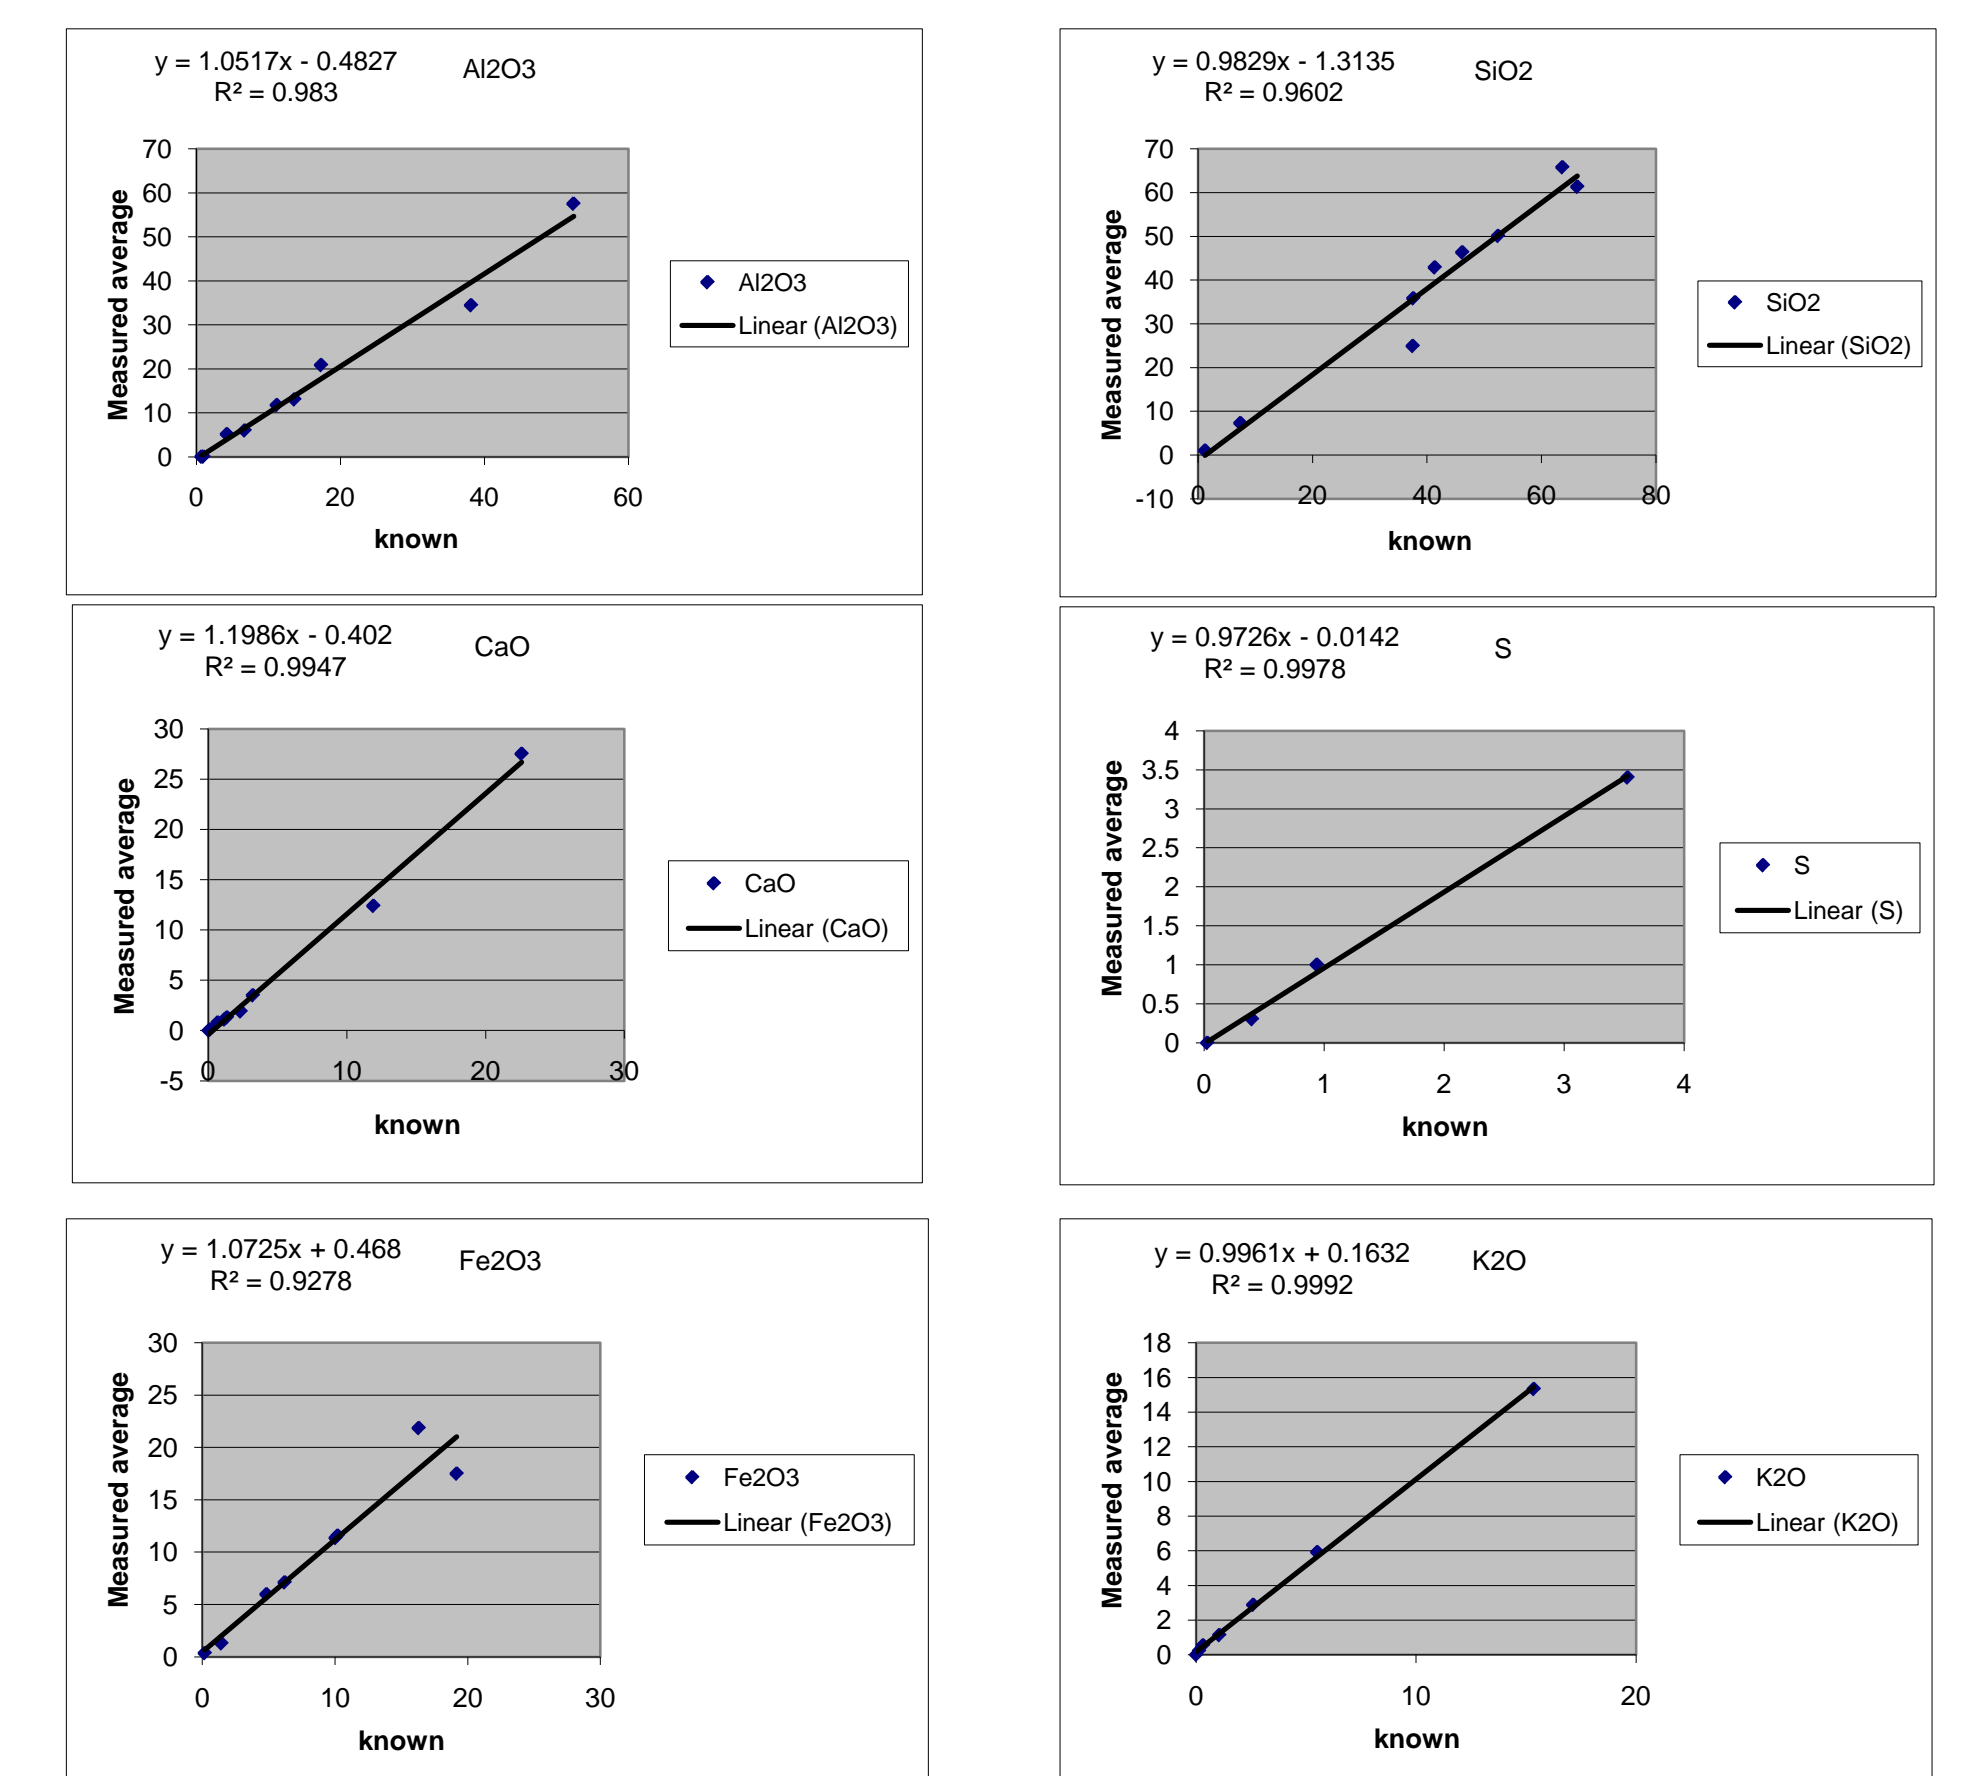 y = 1.0517x - 0.4827
R² = 0.983
Al2O3
70
60
50
40
30
20
10
0
0 20 40 60
Measured average
known
Al2O3
Linear (Al2O3)
y = 0.9829x - 1.3135
R² = 0.9602
SiO2
70
60
50
40
30
20
10
0
-10
0 20 40 60 80
Measured average
known
SiO2
Linear (SiO2)
y = 1.1986x - 0.402
R² = 0.9947
CaO
30
25
20
15
10
5
0
-5
0 10 20 30
Measured average
known
CaO
Linear (CaO)
y = 0.9726x - 0.0142
R² = 0.9978
S
4
3.5
3
2.5
2
1.5
1
0.5
0
0 1 2 3 4
Measured average
known
S
Linear (S)
y = 1.0725x + 0.468
R² = 0.9278
Fe2O3
30
25
20
15
10
5
0
0 10 20 30
Measured average
known
Fe2O3
Linear (Fe2O3)
y = 0.9961x + 0.1632
R² = 0.9992
K2O
18
16
14
12
10
8
6
4
2
0
0 10 20
Measured average
known
K2O
Linear (K2O)